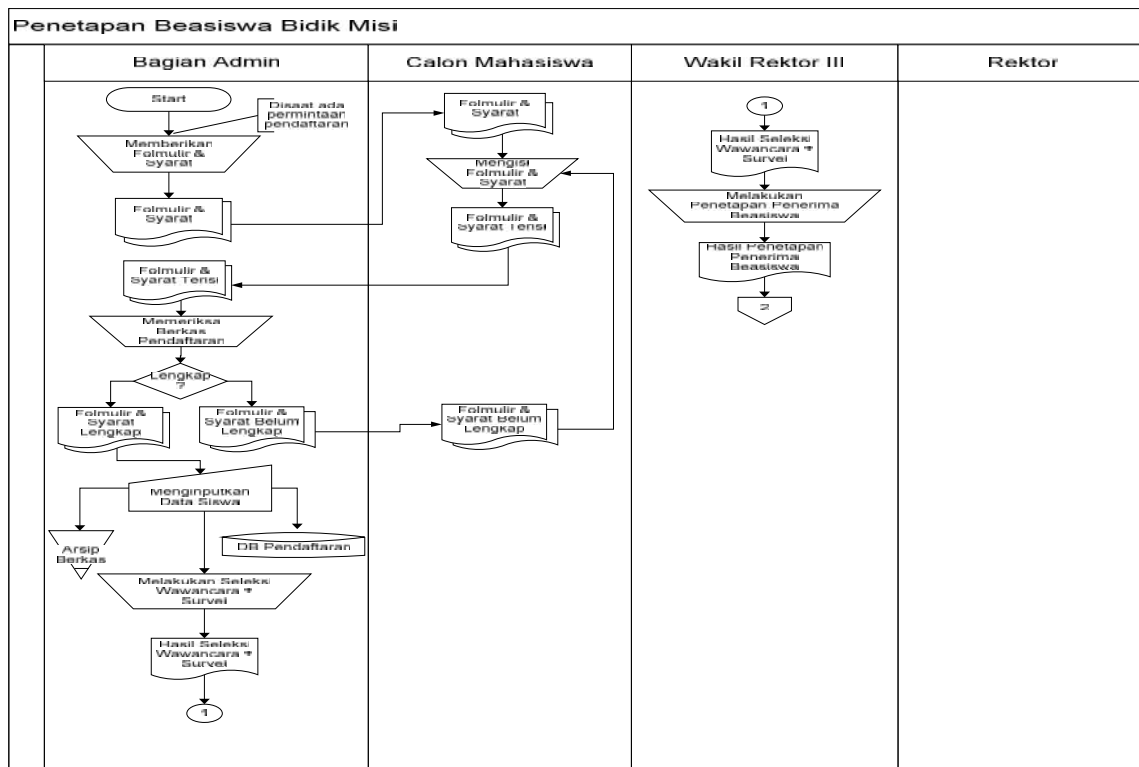 Penetapan Beasiswa Bidik Misi
Bagian Admin
Calon Mahasiswa
Wakil Rektor III
Rektor
Start
Disaat ada
permintaan
pendaftaran
Memberikan
Folmulir &
Syarat
Folmulir &
Syarat
Folmulir &
Syarat Terisi
Memeriksa
Berkas
Pendaftaran
Lengkap
?
Folmulir &
Syarat
Lengkap
Folmulir &
Syarat Belum
Lengkap
Menginputkan
Data Siswa
Arsip
Berkas
DB Pendaftaran
Melakukan Seleksi
Wawancara +
Survei
Hasil Seleksi
Wawancara +
Survei
1
Folmulir &
Syarat
Mengisi
Folmulir &
Syarat
Folmulir &
Syarat Terisi
Folmulir &
Syarat Belum
Lengkap
1
Hasil Seleksi
Wawancara +
Survei
Melakukan
Penetapan Penerima
Beasiswa
Hasil Penetapan
Penerima
Beasiswa
2